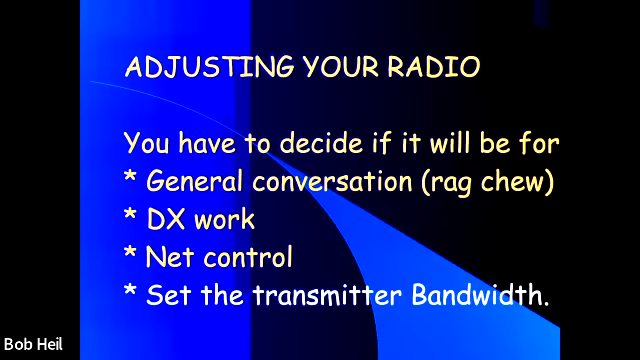 ADJUSTING YOUR RADIO
You have to decide if it will be for
* General conversation (rag chew)
* DX work
* Net control
* Set the transmitter Bandwidth.
Bob Heil